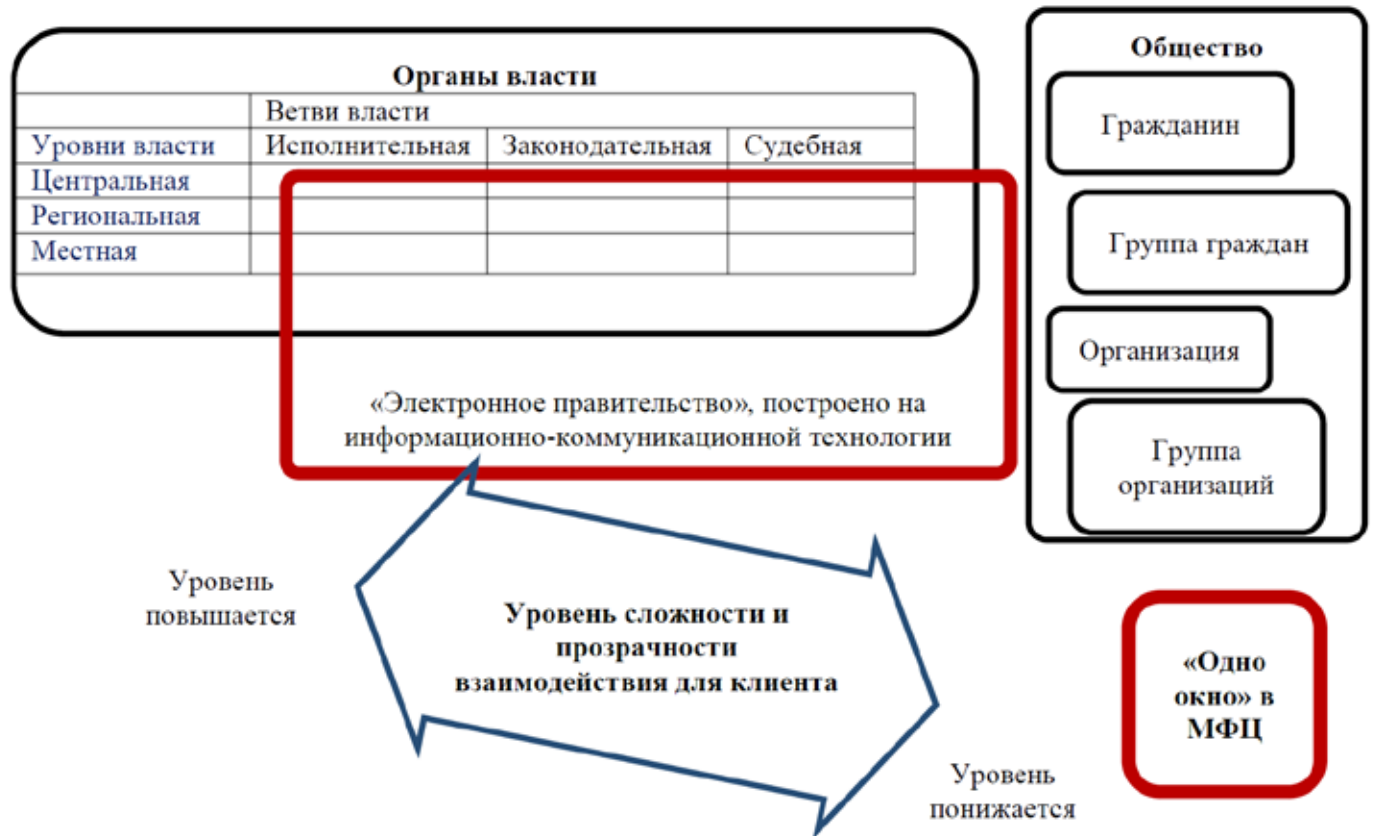 Органы власти
Ветви власти
Уровни власти Исполнительная Законодательная Судебная
Центральная
Региональная
Местная
«Электронное правительство», построено на
информационно-коммуникационной технологии
Общество
Гражданин
Группа граждан
Организация
Группа
организаций
Уровень
повышается
Уровень сложности и
прозрачности
взаимодействия для клиента
Уровень
понижается
«Одно
окно» в
МФЦ